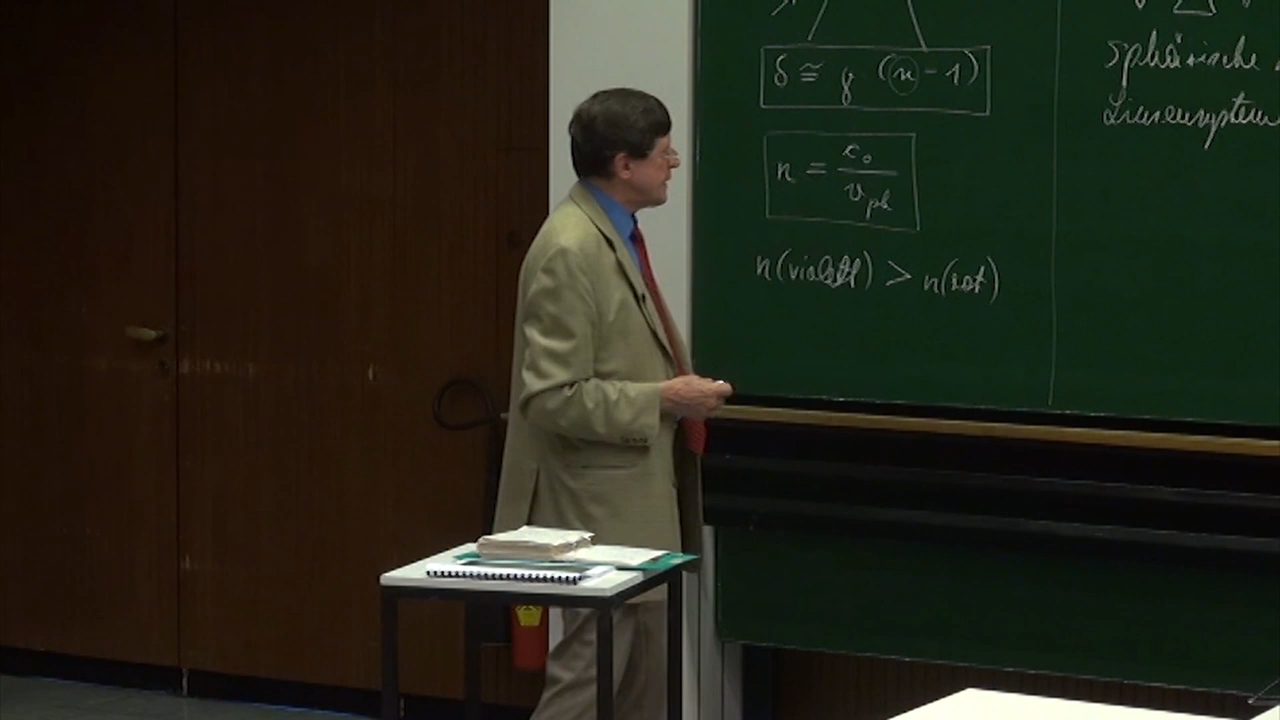 δ ≅ γ (n - 1)
n = c₀ / v_ph
n(violett) > n(rot)
sphärische
Linsensystem